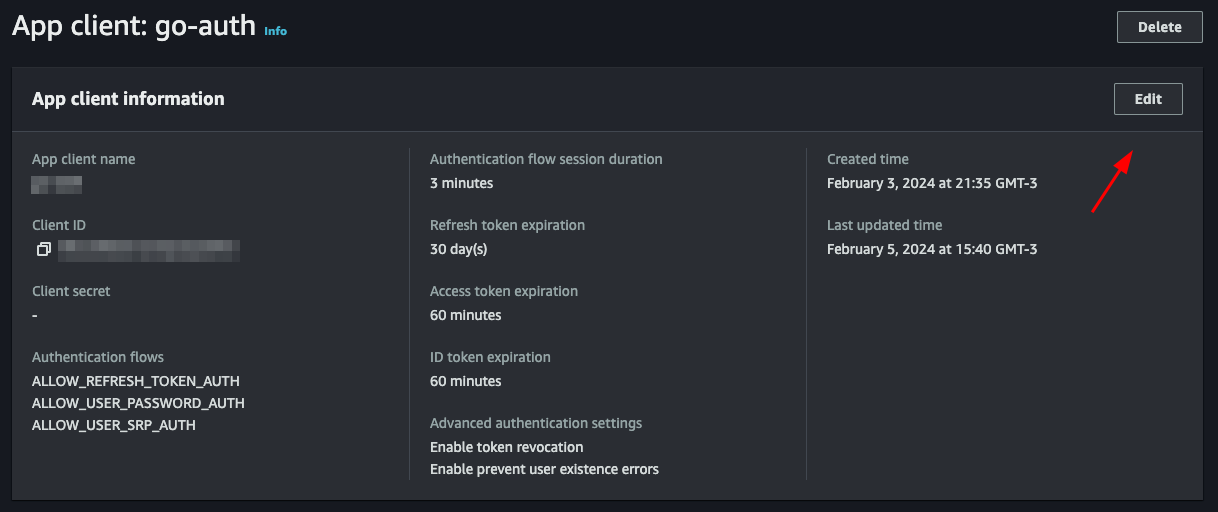 App client: go-auth Info
Delete
App client information
Edit
App client name
Client ID
Client secret
-
Authentication flows
ALLOW_REFRESH_TOKEN_AUTH
ALLOW_USER_PASSWORD_AUTH
ALLOW_USER_SRP_AUTH
Authentication flow session duration
3 minutes
Refresh token expiration
30 day(s)
Access token expiration
60 minutes
ID token expiration
60 minutes
Advanced authentication settings
Enable token revocation
Enable prevent user existence errors
Created time
February 3, 2024 at 21:35 GMT-3
Last updated time
February 5, 2024 at 15:40 GMT-3